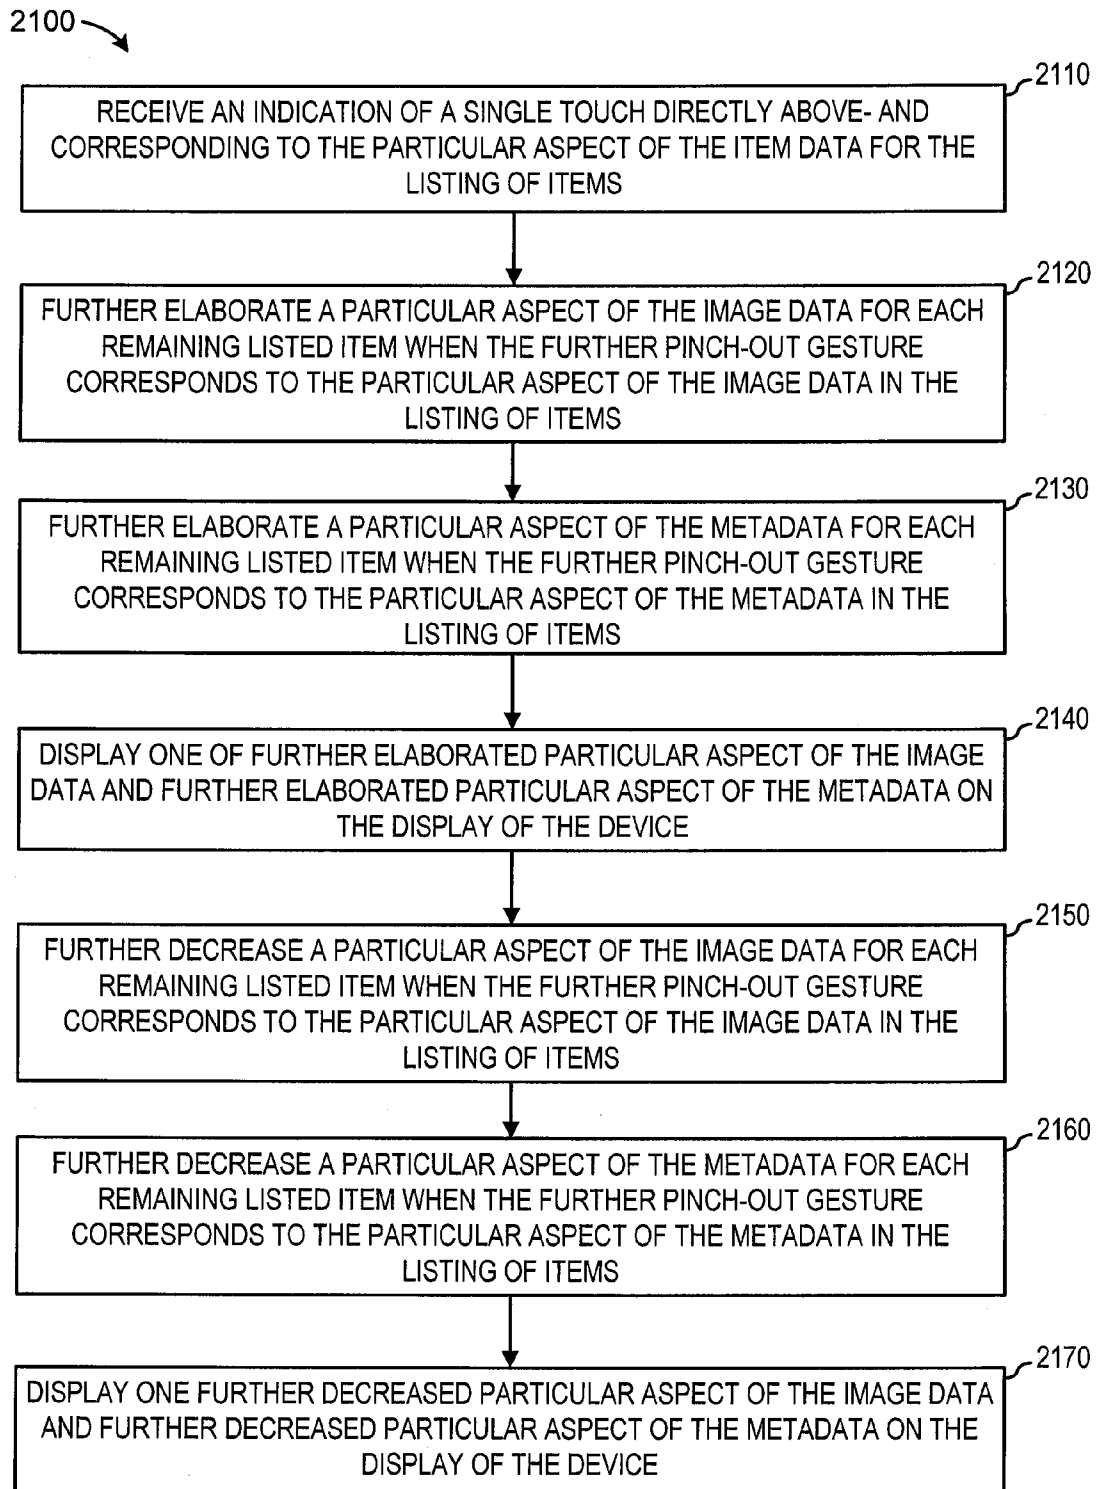 2100
2110
RECEIVE AN INDICATION OF A SINGLE TOUCH DIRECTLY ABOVE- AND
CORRESPONDING TO THE PARTICULAR ASPECT OF THE ITEM DATA FOR THE
LISTING OF ITEMS
2120
FURTHER ELABORATE A PARTICULAR ASPECT OF THE IMAGE DATA FOR EACH
REMAINING LISTED ITEM WHEN THE FURTHER PINCH-OUT GESTURE
CORRESPONDS TO THE PARTICULAR ASPECT OF THE IMAGE DATA IN THE
LISTING OF ITEMS
2130
FURTHER ELABORATE A PARTICULAR ASPECT OF THE METADATA FOR EACH
REMAINING LISTED ITEM WHEN THE FURTHER PINCH-OUT GESTURE
CORRESPONDS TO THE PARTICULAR ASPECT OF THE METADATA IN THE
LISTING OF ITEMS
2140
DISPLAY ONE OF FURTHER ELABORATED PARTICULAR ASPECT OF THE IMAGE
DATA AND FURTHER ELABORATED PARTICULAR ASPECT OF THE METADATA ON
THE DISPLAY OF THE DEVICE
2150
FURTHER DECREASE A PARTICULAR ASPECT OF THE IMAGE DATA FOR EACH
REMAINING LISTED ITEM WHEN THE FURTHER PINCH-OUT GESTURE
CORRESPONDS TO THE PARTICULAR ASPECT OF THE IMAGE DATA IN THE
LISTING OF ITEMS
2160
FURTHER DECREASE A PARTICULAR ASPECT OF THE METADATA FOR EACH
REMAINING LISTED ITEM WHEN THE FURTHER PINCH-OUT GESTURE
CORRESPONDS TO THE PARTICULAR ASPECT OF THE METADATA IN THE
LISTING OF ITEMS
2170
DISPLAY ONE FURTHER DECREASED PARTICULAR ASPECT OF THE IMAGE DATA
AND FURTHER DECREASED PARTICULAR ASPECT OF THE METADATA ON THE
DISPLAY OF THE DEVICE